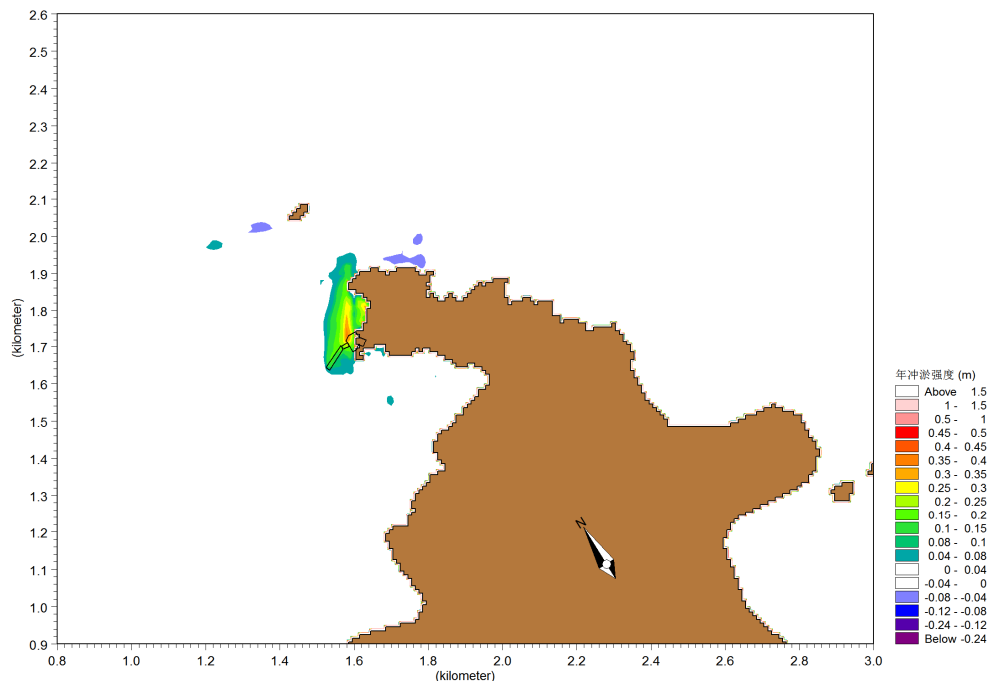 2.6
2.5
2.4
2.3
2.2
2.1
2.0
1.9
1.8
1.7
1.6
1.5
1.4
1.3
1.2
1.1
1.0
0.9
(kilometer)
0.8
1.0
1.2
1.4
1.6
1.8
2.0
2.2
2.4
2.6
2.8
3.0
(kilometer)
N
年冲淤强度 (m)
Above 1.5
1 - 1.5
0.5 - 1
0.45 - 0.5
0.4 - 0.45
0.35 - 0.4
0.3 - 0.35
0.25 - 0.3
0.2 - 0.25
0.15 - 0.2
0.1 - 0.15
0.08 - 0.1
0.04 - 0.08
0 - 0.04
-0.04 - 0
-0.08 - -0.04
-0.12 - -0.08
-0.24 - -0.12
Below -0.24